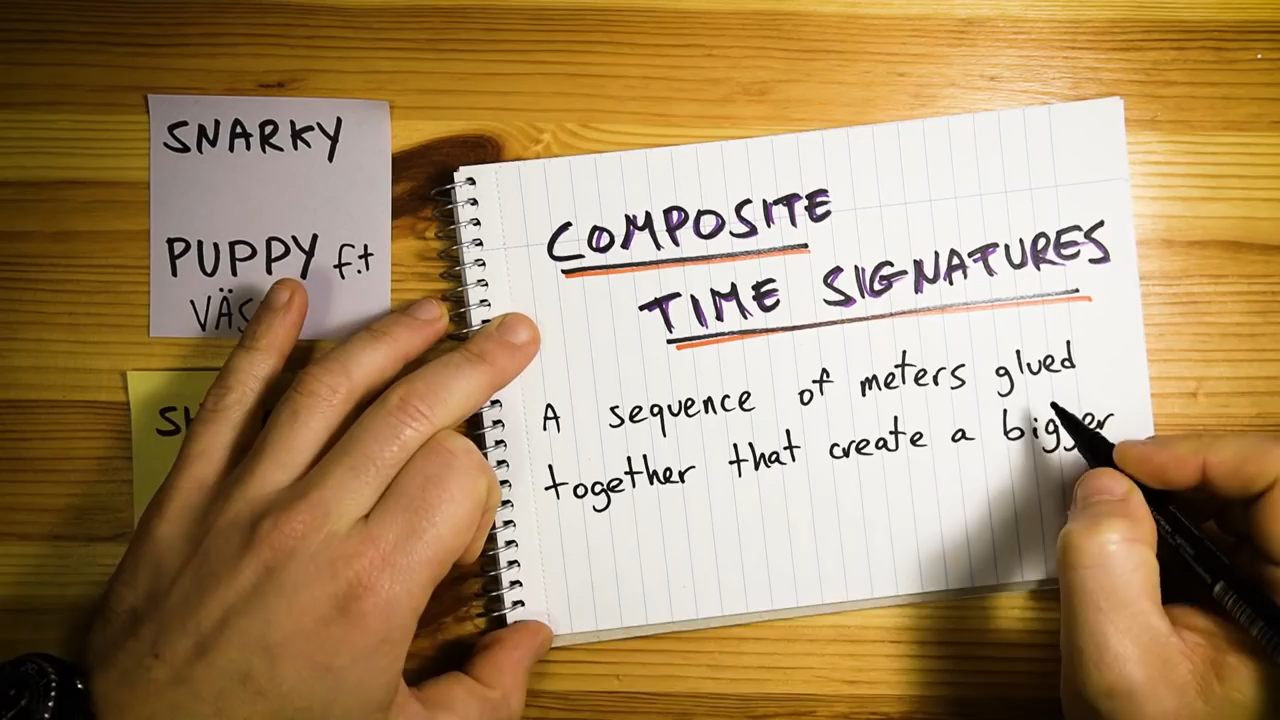 SNARKY
PUPPY f.t
COMPOSITE
TIME SIGNATURES
A sequence of meters glued
together that create a bigger